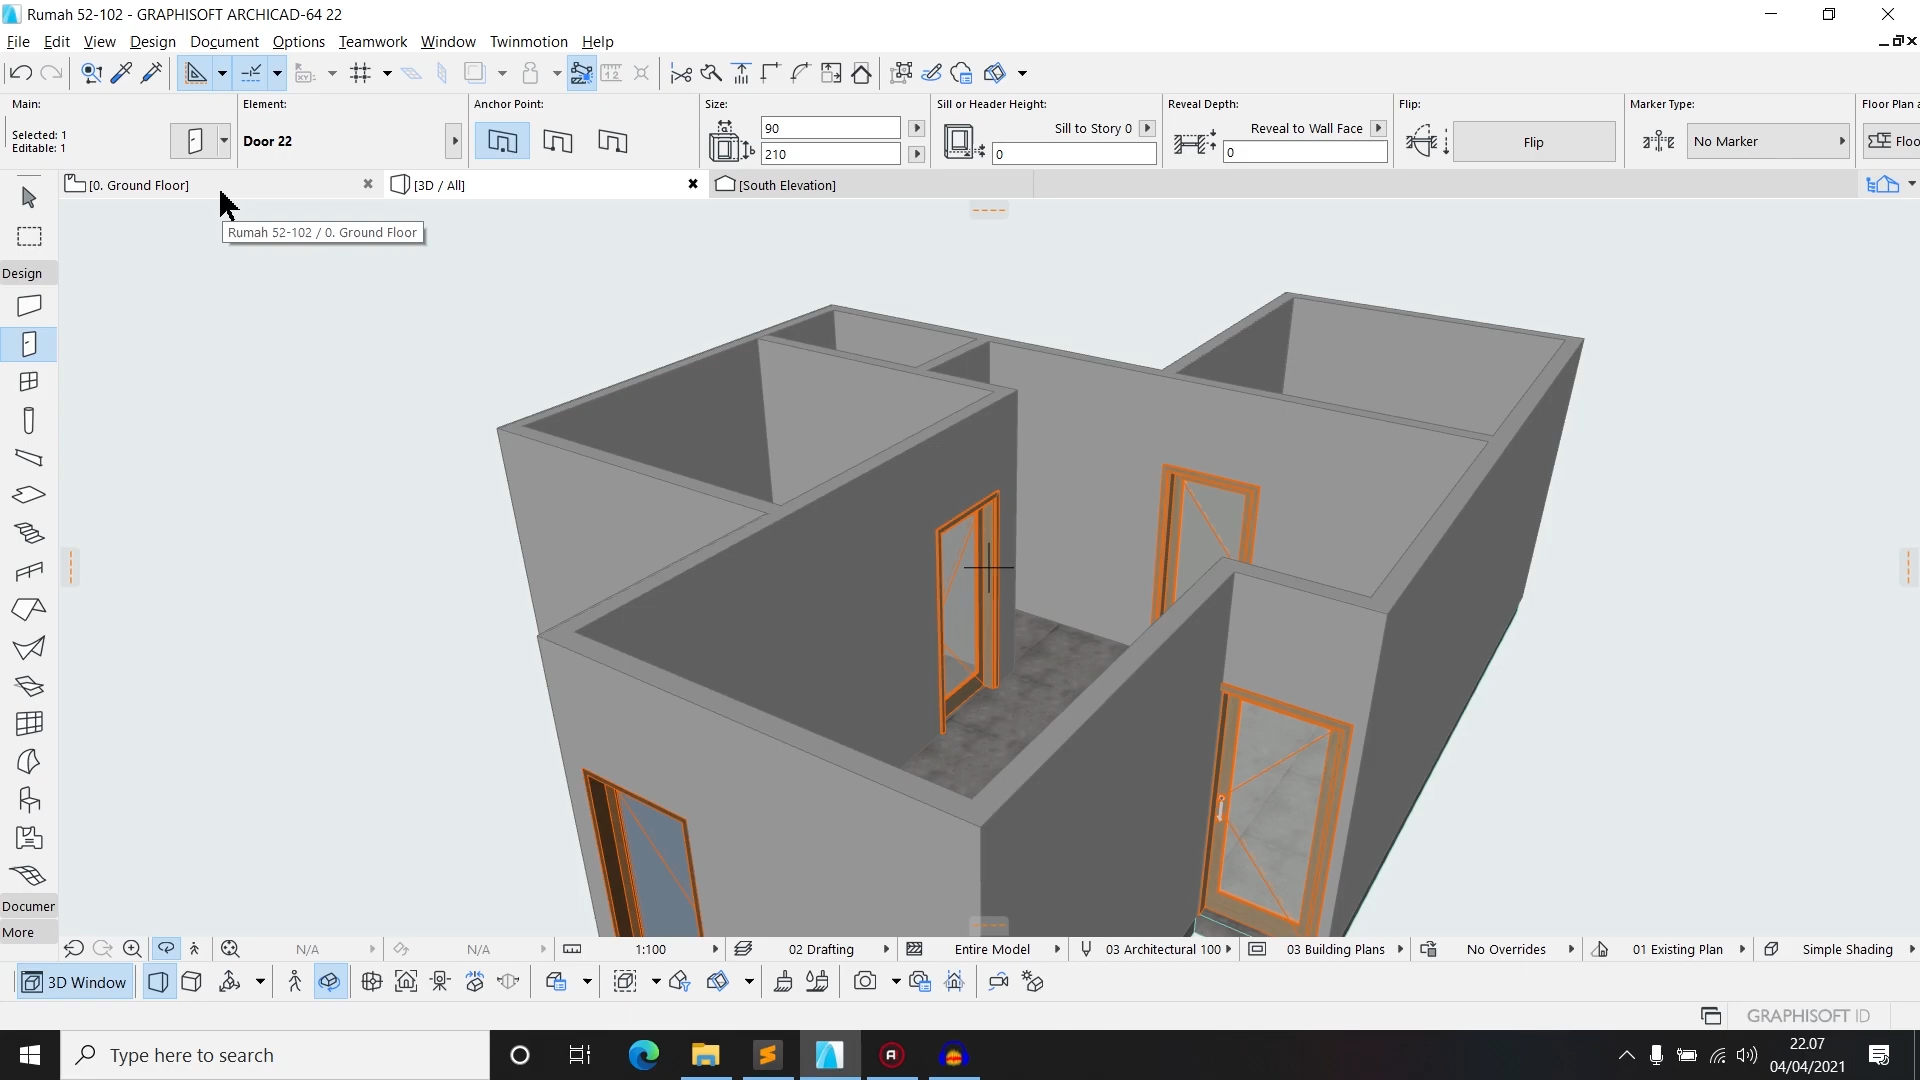 Rumah 52-102 - GRAPHISOFT ARCHICAD-64 22
File Edit View Design Document Options Teamwork Window Twinmotion Help
Main: Element: Anchor Point: Size: Sill or Header Height: Reveal Depth: Flip: Marker Type: Floor Plan a
Selected: 1
Editable: 1
Door 22
90
210
Sill to Story 0
0
Reveal to Wall Face
0
Flip
No Marker
Floo
[0. Ground Floor] [3D / All] [South Elevation]
Rumah 52-102 / 0. Ground Floor
Design
Documer
More
N/A N/A 1:100 02 Drafting Entire Model 03 Architectural 100 03 Building Plans No Overrides 01 Existing Plan Simple Shading
3D Window
GRAPHISOFT ID
Type here to search
22.07
04/04/2021